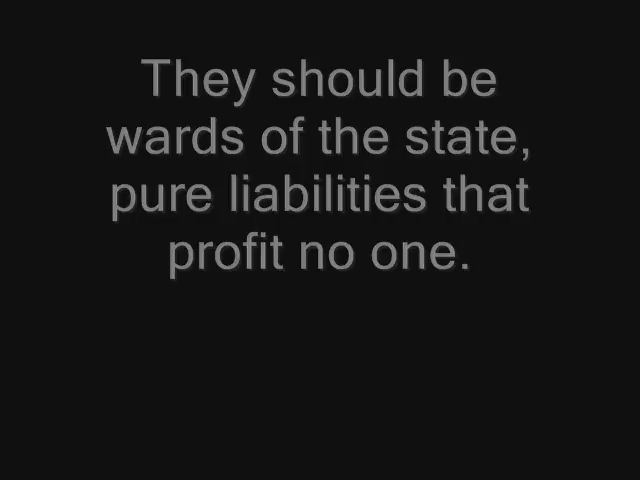 They should be
wards of the state,
pure liabilities that
profit no one.